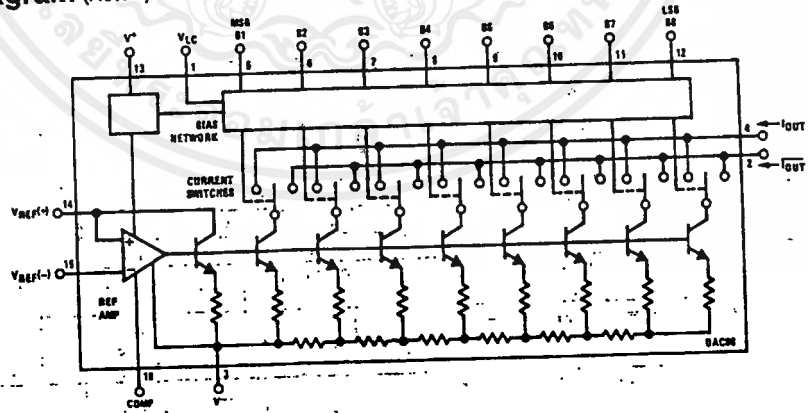 MSB
LSB
V+
VLC
B1
B2
B3
B4
B5
B6
B7
B8
13
1
5
6
7
8
9
10
11
12
BIAS
NETWORK
4
IOUT
CURRENT
SWITCHES
2
IOUT
VREF(+)
14
VREF(-)
15
REF
AMP
16
COMP
3
V-